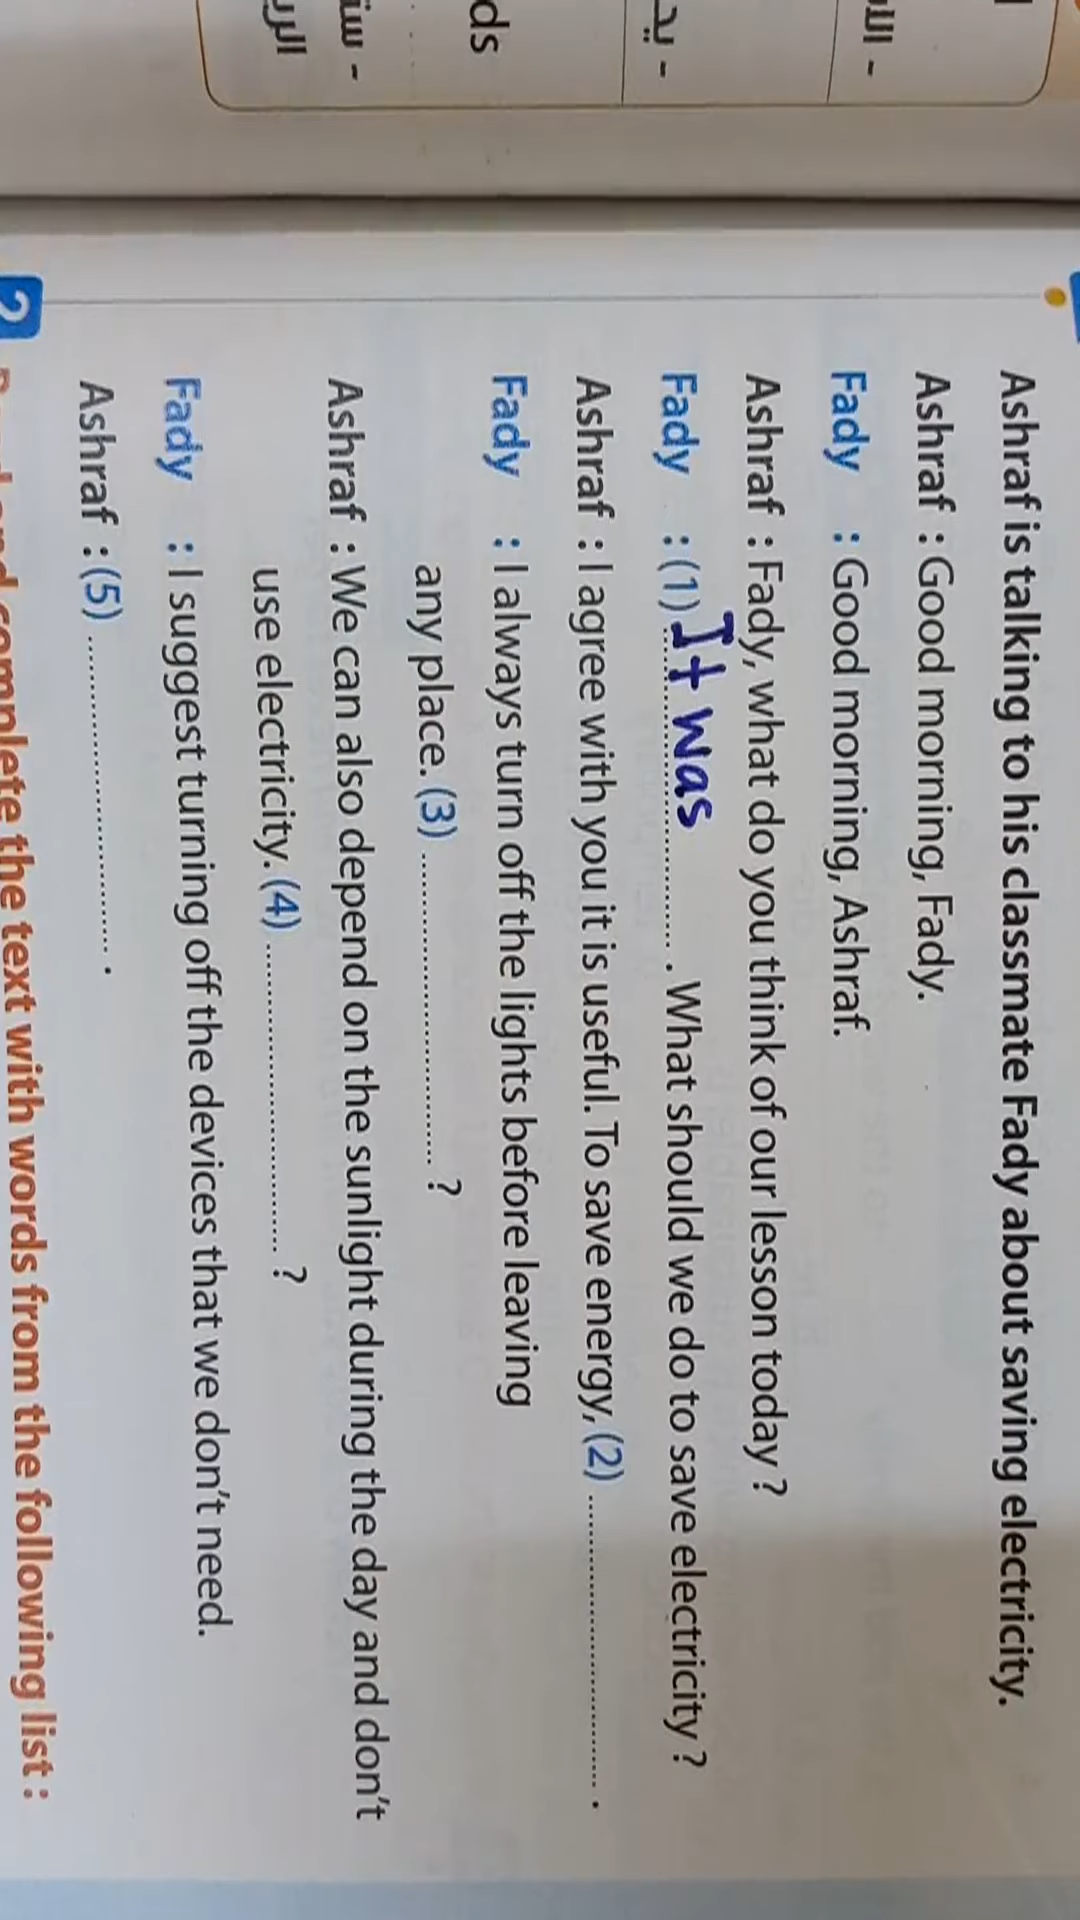 ds
Ashraf is talking to his classmate Fady about saving electricity.
Ashraf : Good morning, Fady.
Fady : Good morning, Ashraf.
Ashraf : Fady, what do you think of our lesson today ?
Fady : (1) It was . What should we do to save electricity ?
Ashraf : I agree with you it is useful. To save energy, (2) .
Fady : I always turn off the lights before leaving
any place. (3) ?
Ashraf : We can also depend on the sunlight during the day and don't
use electricity. (4) ?
Fady : I suggest turning off the devices that we don't need.
Ashraf : (5) .
2 complete the text with words from the following list :